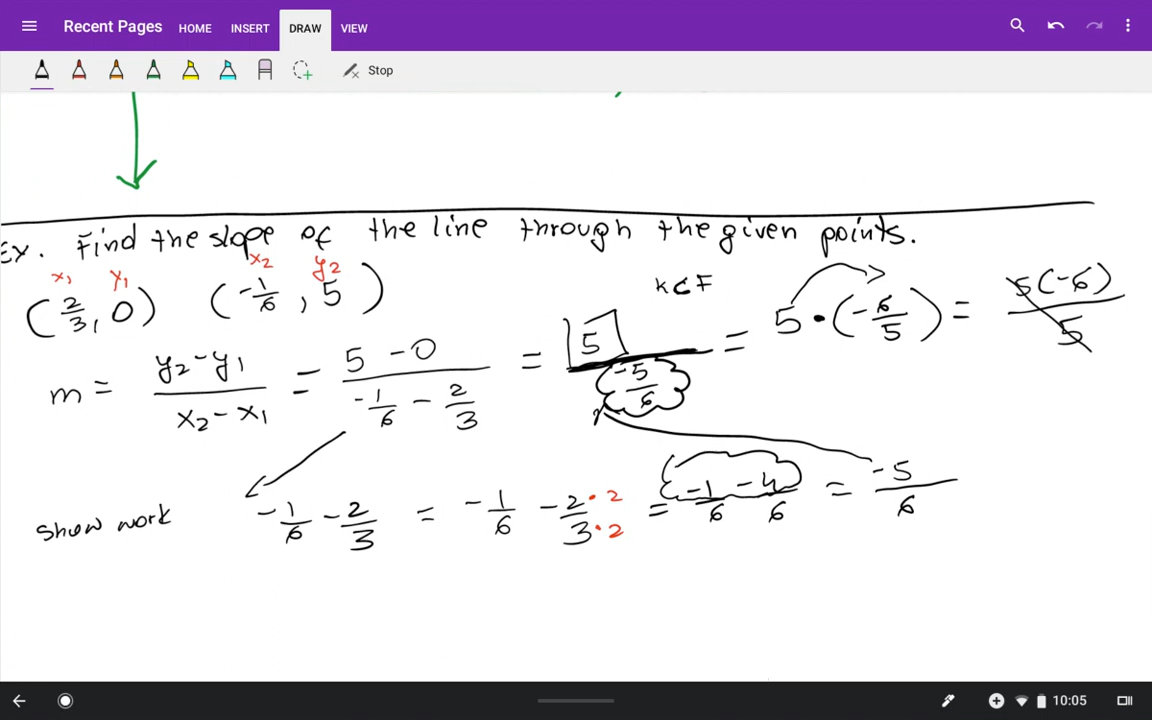 Recent Pages HOME INSERT DRAW VIEW
Stop
Ex. Find the slope of the line through the given points.
x₁ y₁ x₂ y₂
(2/3, 0) (-1/6, 5)
KCF
m = (y₂-y₁)/(x₂-x₁) = (5-0)/(-1/6 - 2/3) = 5/(-5/6) = 5•(-6/5) = 5(-6)/5
show work -1/6 - 2/3 = -1/6 - 2•2/3•2 = -1/6 -4/6 = -5/6
10:05